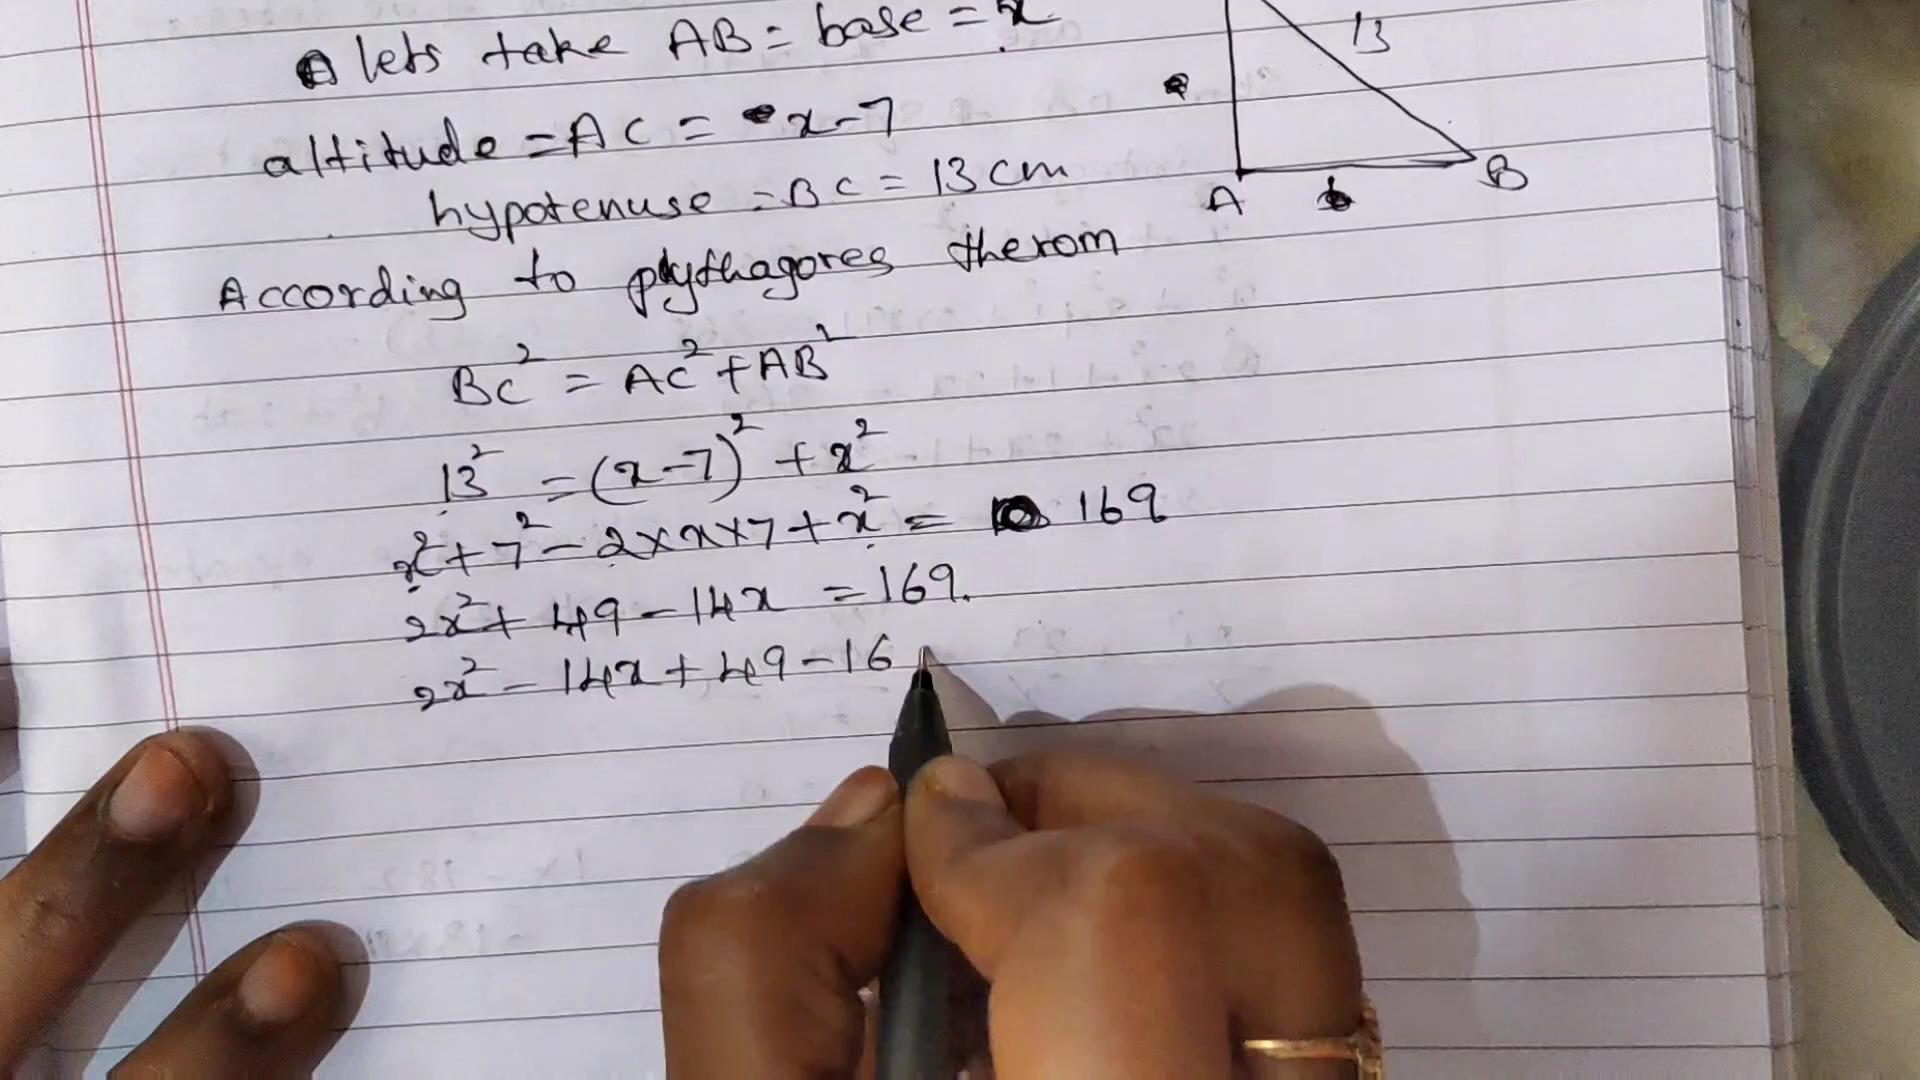 lets take AB = base = x
altitude = AC = x-7
hypotenuse = BC = 13 cm
According to pythagores therom
BC² = AC² + AB²
13² = (x-7)² + x²
x² + 7² - 2×x×7 + x² = 169
2x² + 49 - 14x = 169.
2x² - 14x + 49 - 16
13
A
B